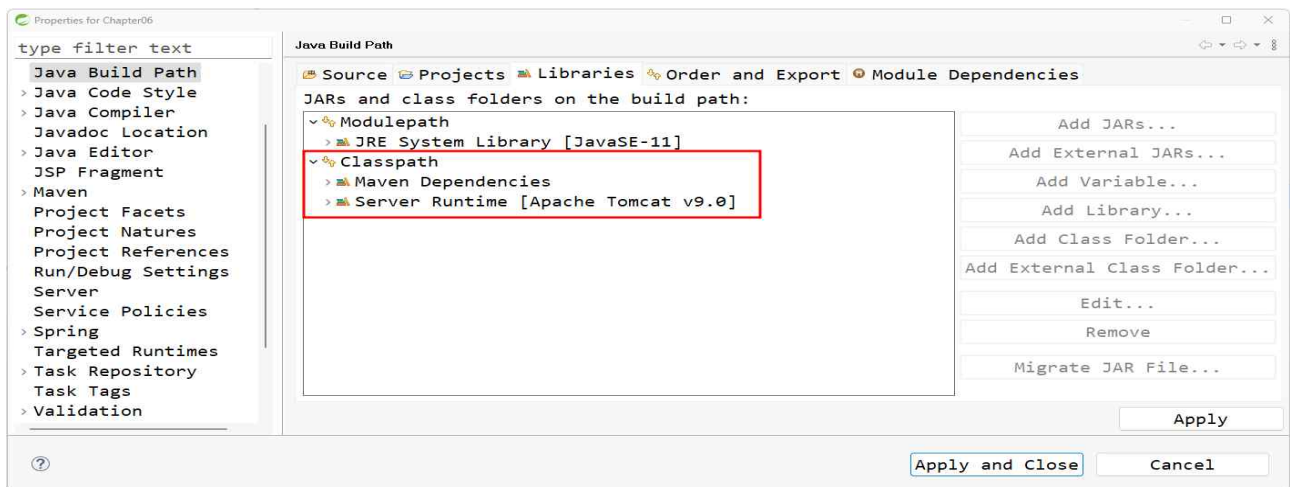 Properties for Chapter06
type filter text
Java Build Path
Java Code Style
Java Compiler
Javadoc Location
Java Editor
JSP Fragment
Maven
Project Facets
Project Natures
Project References
Run/Debug Settings
Server
Service Policies
Spring
Targeted Runtimes
Task Repository
Task Tags
Validation
Java Build Path
Source Projects Libraries Order and Export Module Dependencies
JARs and class folders on the build path:
Modulepath
JRE System Library [JavaSE-11]
Classpath
Maven Dependencies
Server Runtime [Apache Tomcat v9.0]
Add JARs...
Add External JARs...
Add Variable...
Add Library...
Add Class Folder...
Add External Class Folder...
Edit...
Remove
Migrate JAR File...
Apply
Apply and Close Cancel